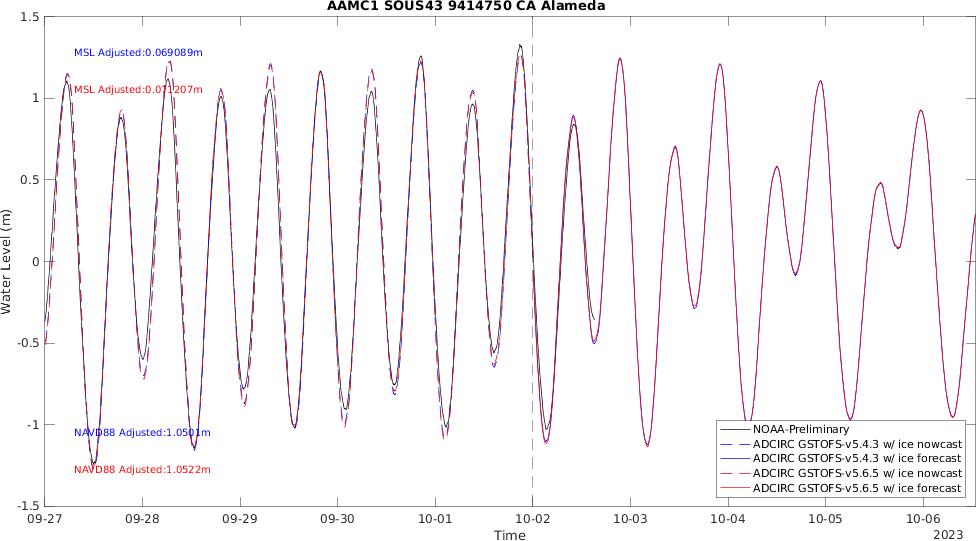 AAMC1 SOUS43 9414750 CA Alameda
1.5
1
0.5
0
-0.5
-1
-1.5
Water Level (m)
MSL Adjusted:0.069089m
MSL Adjusted:0.071207m
NAVD88 Adjusted:1.0501m
NAVD88 Adjusted:1.0522m
NOAA-Preliminary
ADCIRC GSTOFS-v5.4.3 w/ ice nowcast
ADCIRC GSTOFS-v5.4.3 w/ ice forecast
ADCIRC GSTOFS-v5.6.5 w/ ice nowcast
ADCIRC GSTOFS-v5.6.5 w/ ice forecast
09-27 09-28 09-29 09-30 10-01 10-02 10-03 10-04 10-05 10-06
Time
2023